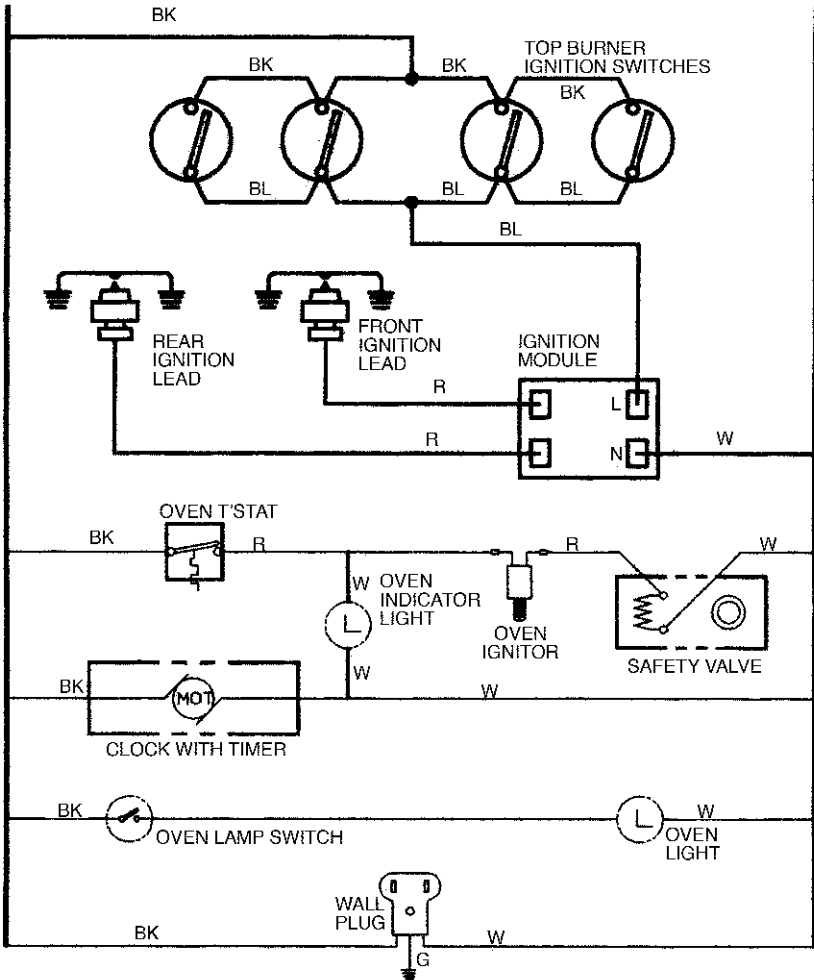 BK
TOP BURNER
IGNITION SWITCHES
BK
BK
BK
BL
BL
BL
BL
REAR
IGNITION
LEAD
FRONT
IGNITION
LEAD
IGNITION
MODULE
R
L
R
N
W
OVEN T'STAT
BK
R
R
W
W
OVEN
INDICATOR
LIGHT
L
OVEN
IGNITOR
SAFETY VALVE
W
BK
MOT
W
CLOCK WITH TIMER
BK
OVEN LAMP SWITCH
L
W
OVEN
LIGHT
WALL
PLUG
BK
W
G